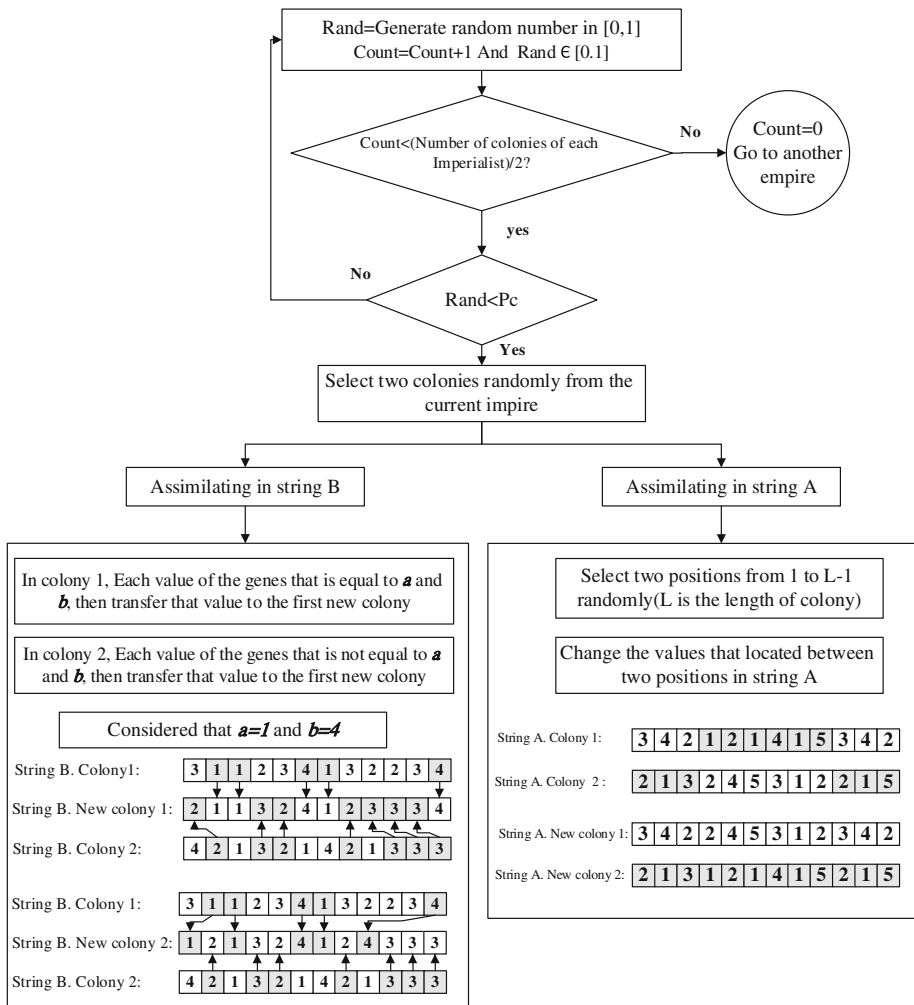 Rand=Generate random number in [0,1]
Count=Count+1 And Rand ∈ [0.1]
Count<(Number of colonies of each
Imperialist)/2?
No
Count=0
Go to another
empire
yes
No
Rand<Pc
Yes
Select two colonies randomly from the
current impire
Assimilating in string B
Assimilating in string A
In colony 1, Each value of the genes that is equal to a and
b, then transfer that value to the first new colony
In colony 2, Each value of the genes that is not equal to a
and b, then transfer that value to the first new colony
Considered that a=1 and b=4
String B. Colony1: 3 1 1 2 3 4 1 3 2 2 3 4
String B. New colony 1: 2 1 1 3 2 4 1 2 3 3 3 4
String B. Colony 2: 4 2 1 3 2 1 4 2 1 3 3 3
String B. Colony 1: 3 1 1 2 3 4 1 3 2 2 3 4
String B. New colony 2: 1 2 1 3 2 4 1 2 4 3 3 3
String B. Colony 2: 4 2 1 3 2 1 4 2 1 3 3 3
Select two positions from 1 to L-1
randomly(L is the length of colony)
Change the values that located between
two positions in string A
String A. Colony 1: 3 4 2 1 2 1 4 1 5 3 4 2
String A. Colony 2 : 2 1 3 2 4 5 3 1 2 2 1 5
String A. New colony1: 3 4 2 2 4 5 3 1 2 3 4 2
String A. New colony 2: 2 1 3 1 2 1 4 1 5 2 1 5